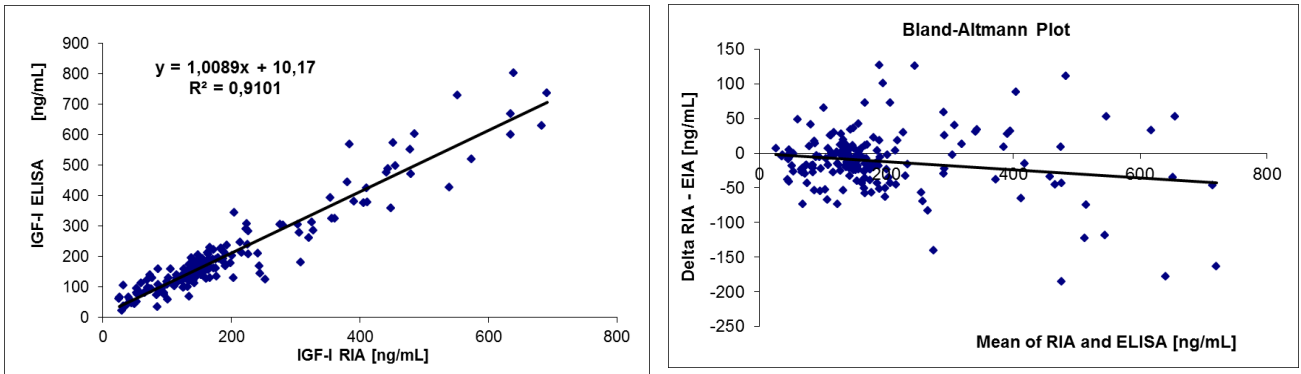 900
800
700
600
500
400
300
200
100
0
IGF-I ELISA [ng/mL]
y = 1,0089x + 10,17
R² = 0,9101
0 200 400 600 800
IGF-I RIA [ng/mL]
Bland-Altmann Plot
150
100
50
0
-50
-100
-150
-200
-250
Delta RIA - EIA [ng/mL]
0 200 400 600 800
Mean of RIA and ELISA [ng/mL]